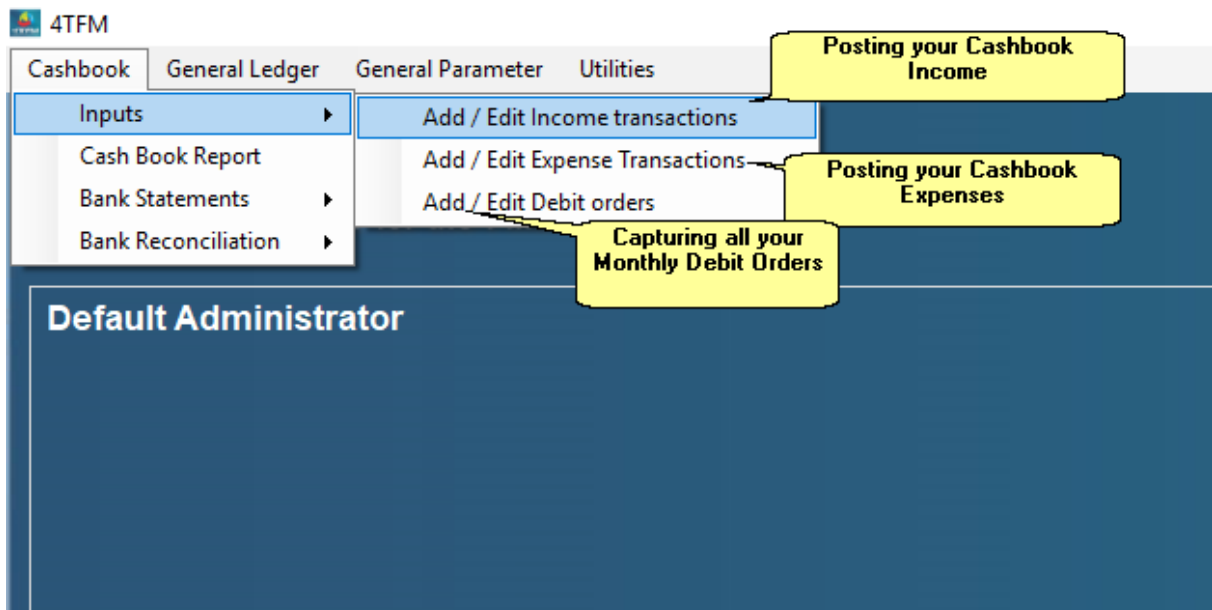 4TFM
Cashbook General Ledger General Parameter Utilities
Posting your Cashbook
Income
Inputs
Add / Edit Income transactions
Cash Book Report
Add / Edit Expense Transactions
Posting your Cashbook
Expenses
Bank Statements
Add / Edit Debit orders
Bank Reconciliation
Capturing all your
Monthly Debit Orders
Default Administrator